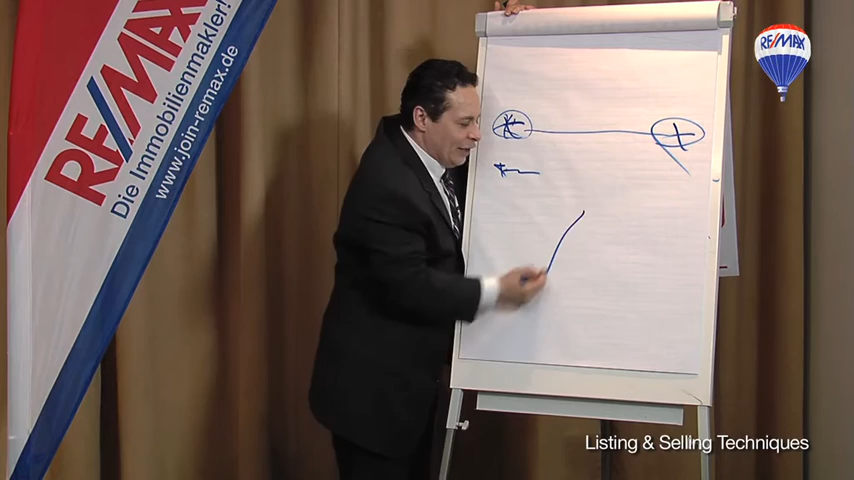 RE/MAX
Die Immobilienmakler!
www.join-remax.de
RE/MAX
Listing & Selling Techniques